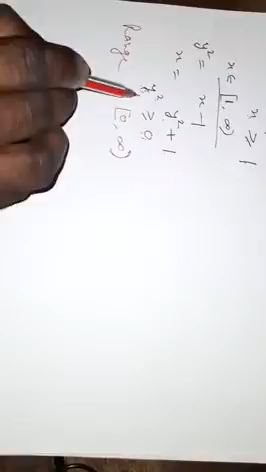 x ≥ 1
x ∈ [1, ∞)
y² = x - 1
x = y² + 1
y² ≥ 0
Range [0, ∞)